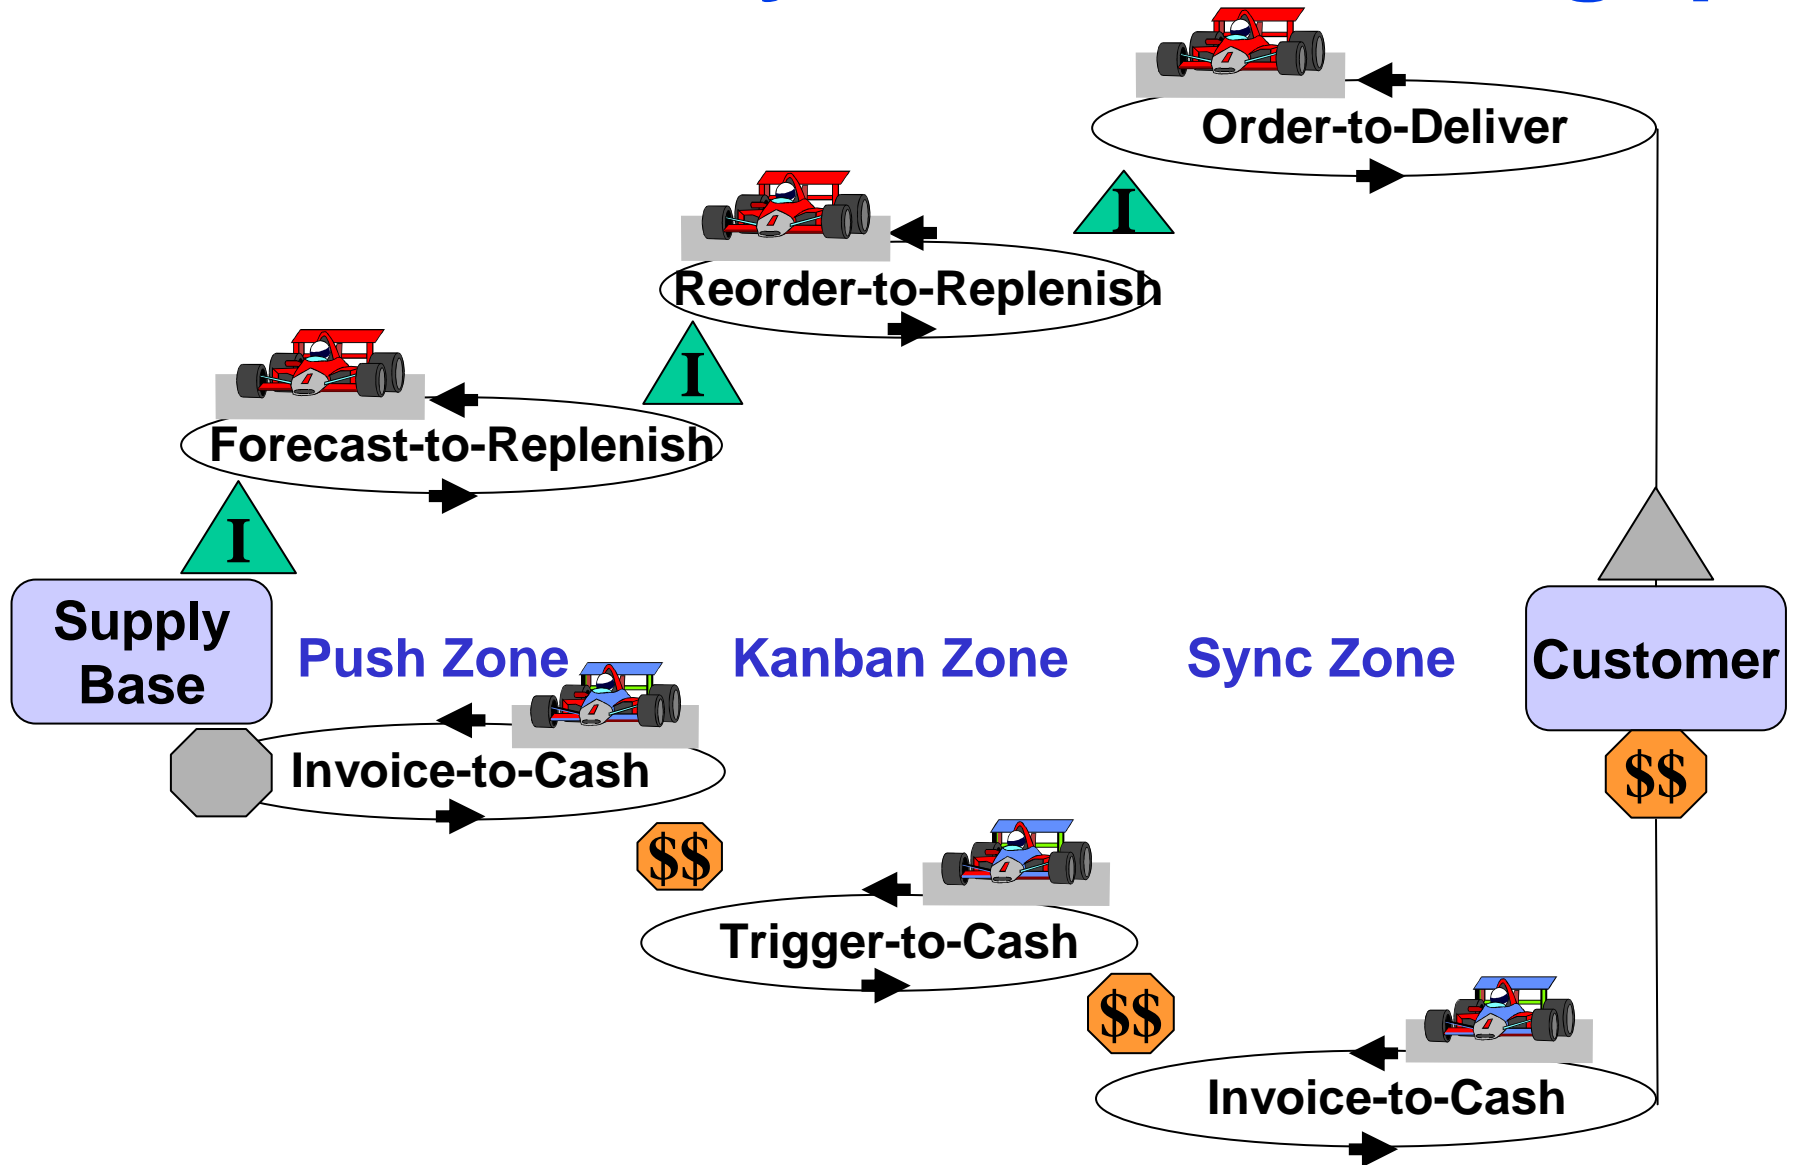 Order-to-Deliver
I
Reorder-to-Replenish
I
Forecast-to-Replenish
I
Supply
Base
Push Zone
Kanban Zone
Sync Zone
Customer
Invoice-to-Cash
$$
$$
Trigger-to-Cash
$$
Invoice-to-Cash